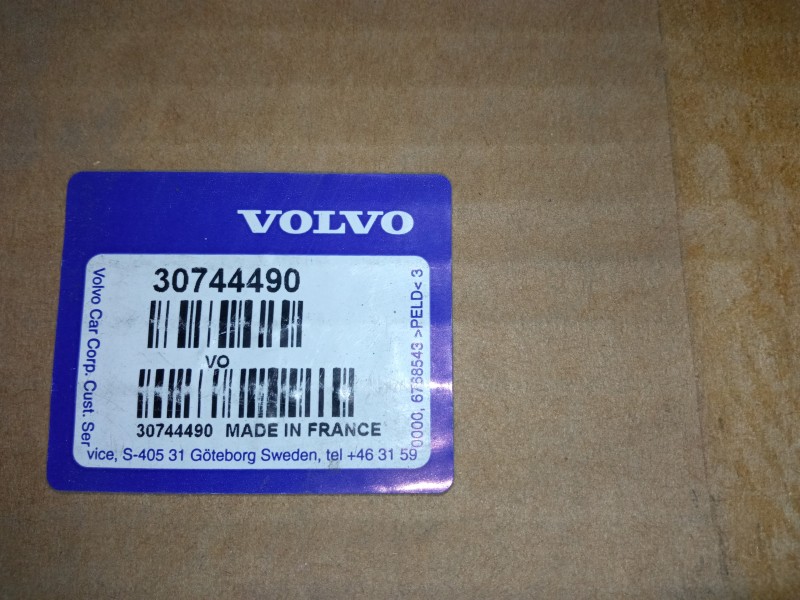 VOLVO
30744490
VO
30744490 MADE IN FRANCE
Volvo Car Corp. Cust. Ser
vice, S-405 31 Göteborg Sweden, tel +46 31 59
0000, 6768543 >PELD< 3